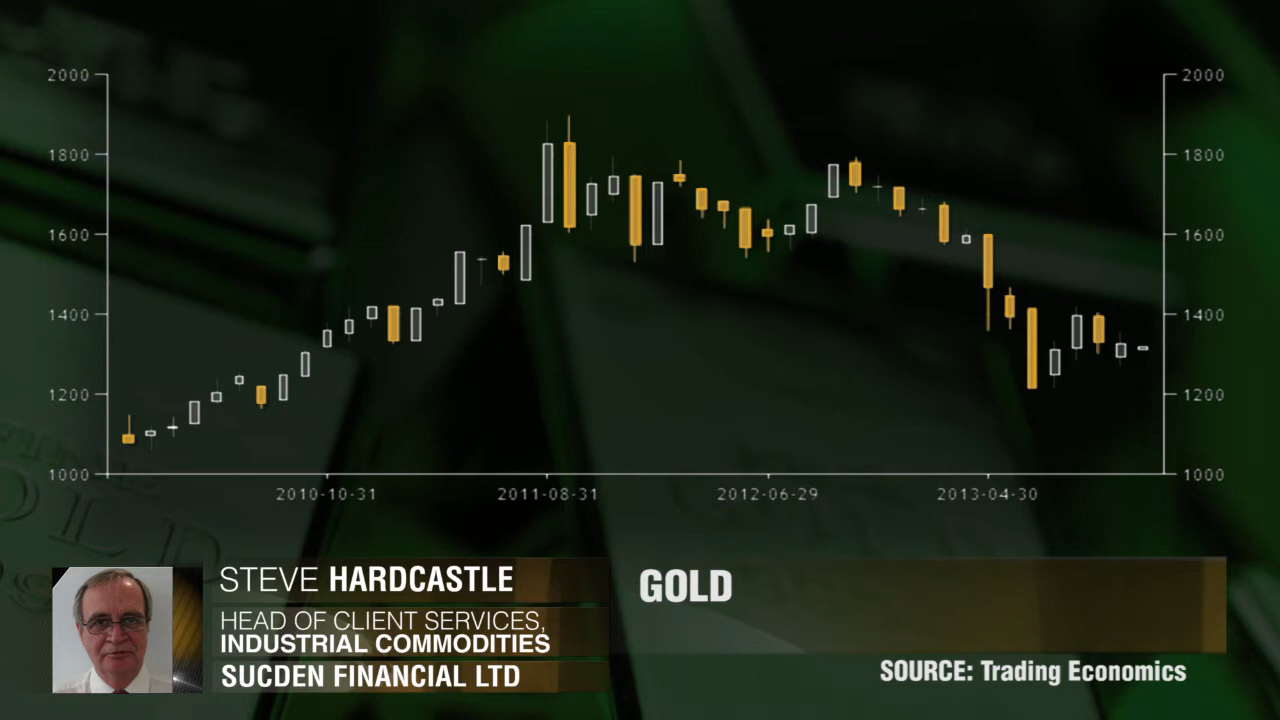 2000 2000
1800 1800
1600 1600
1400 1400
1200 1200
1000 1000
2010-10-31 2011-08-31 2012-06-29 2013-04-30
STEVE HARDCASTLE
HEAD OF CLIENT SERVICES,
INDUSTRIAL COMMODITIES
SUCDEN FINANCIAL LTD
GOLD
SOURCE: Trading Economics